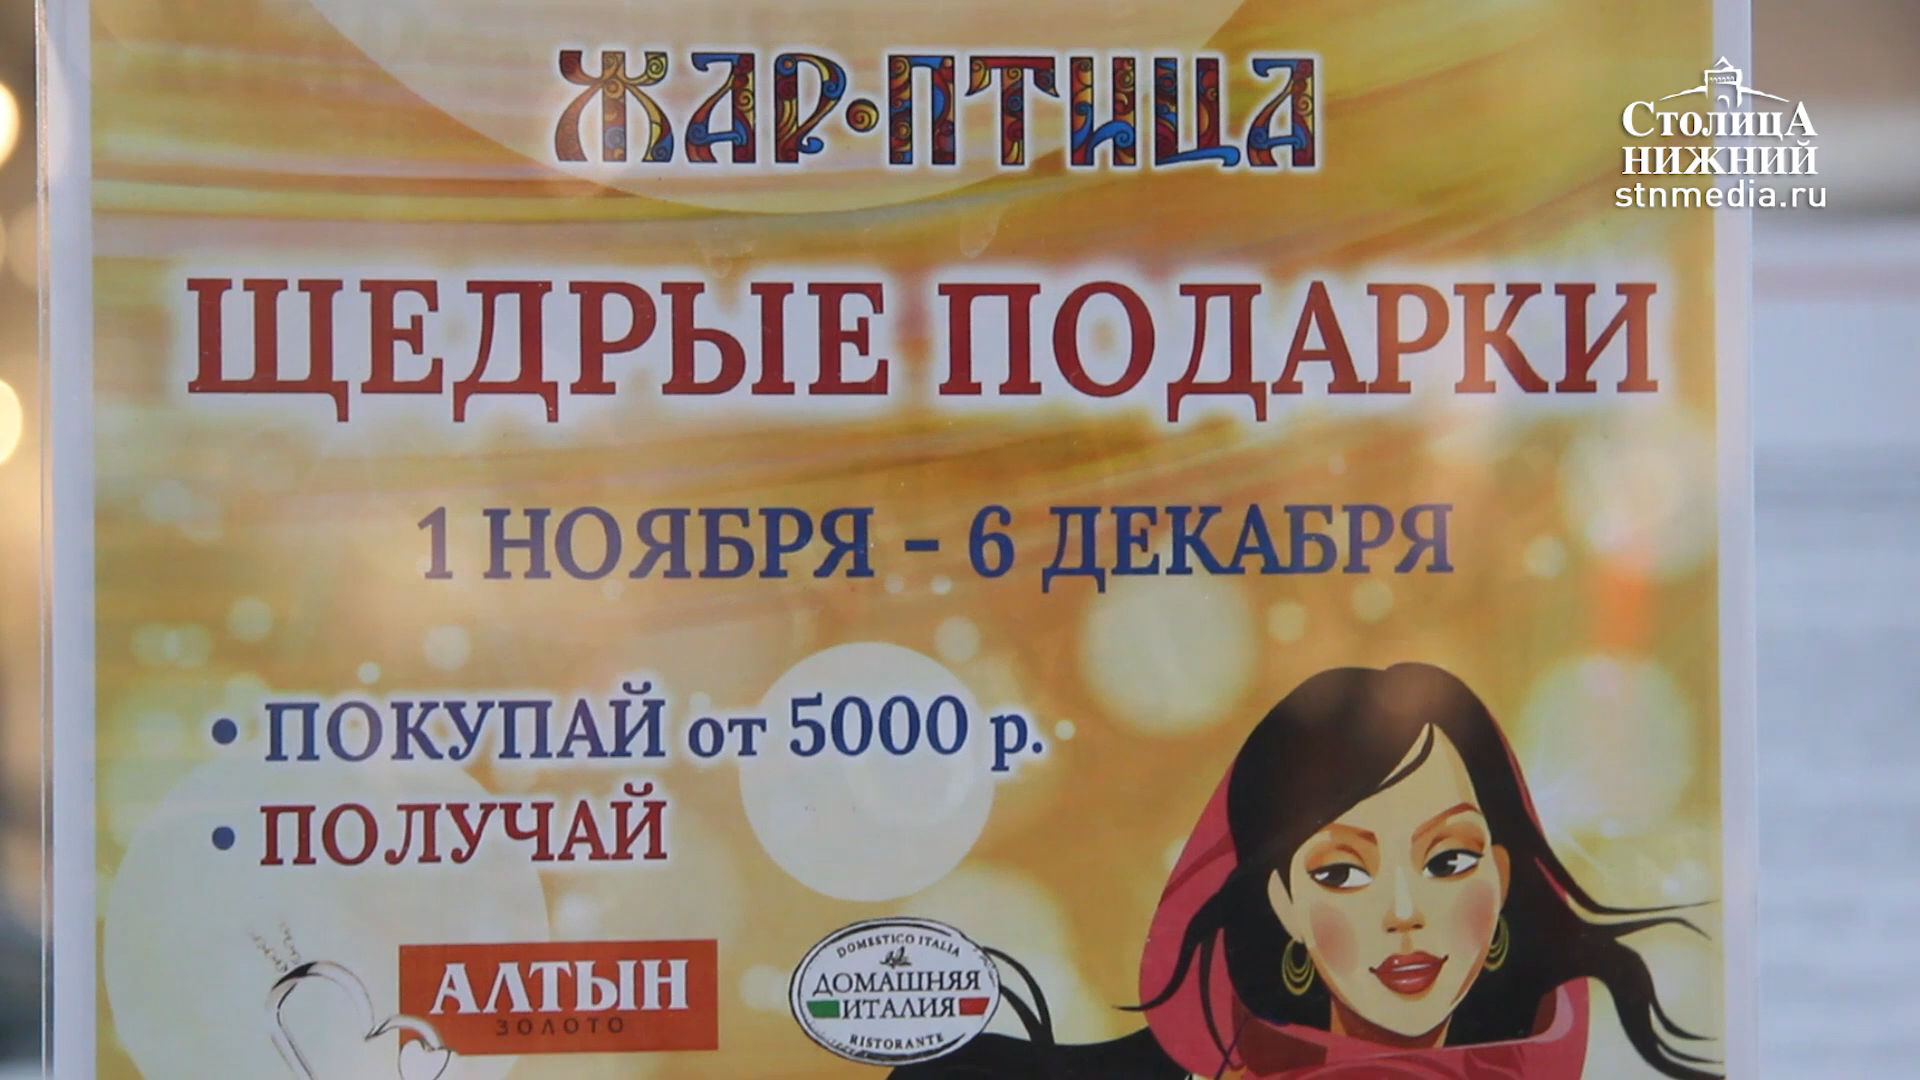 ЖАР·ПТИЦА
СТОЛИЦА
НИЖНИЙ
stnmedia.ru
ЩЕДРЫЕ ПОДАРКИ
1 НОЯБРЯ - 6 ДЕКАБРЯ
• ПОКУПАЙ от 5000 р.
• ПОЛУЧАЙ
АЛТЫН
ЗОЛОТО
DOMESTICO ITALIA
ДОМАШНЯЯ
ИТАЛИЯ
RISTORANTE